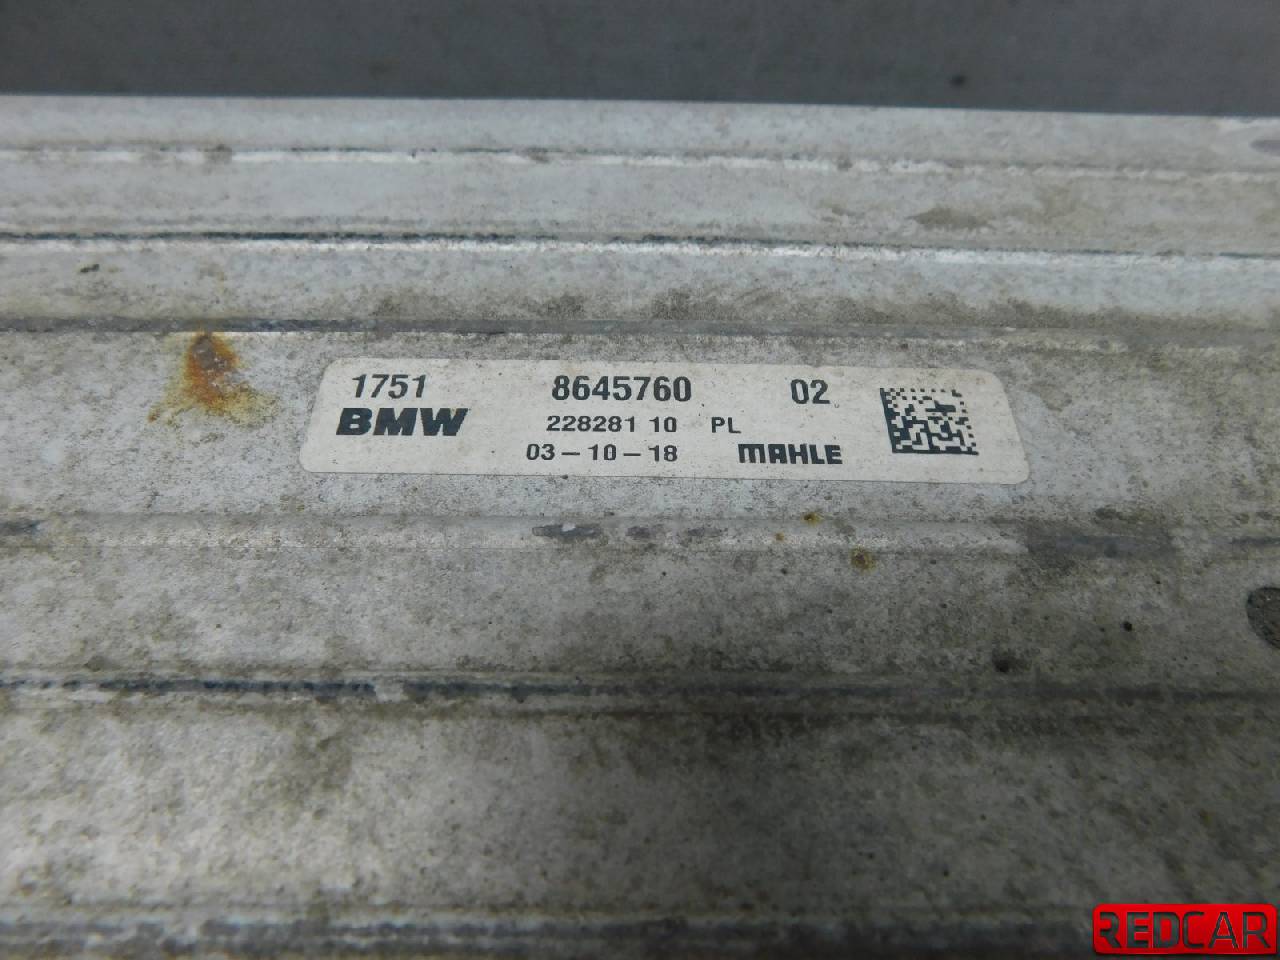 1751 8645760 02
BMW 228281 10 PL
03-10-18 MAHLE
REDCAR